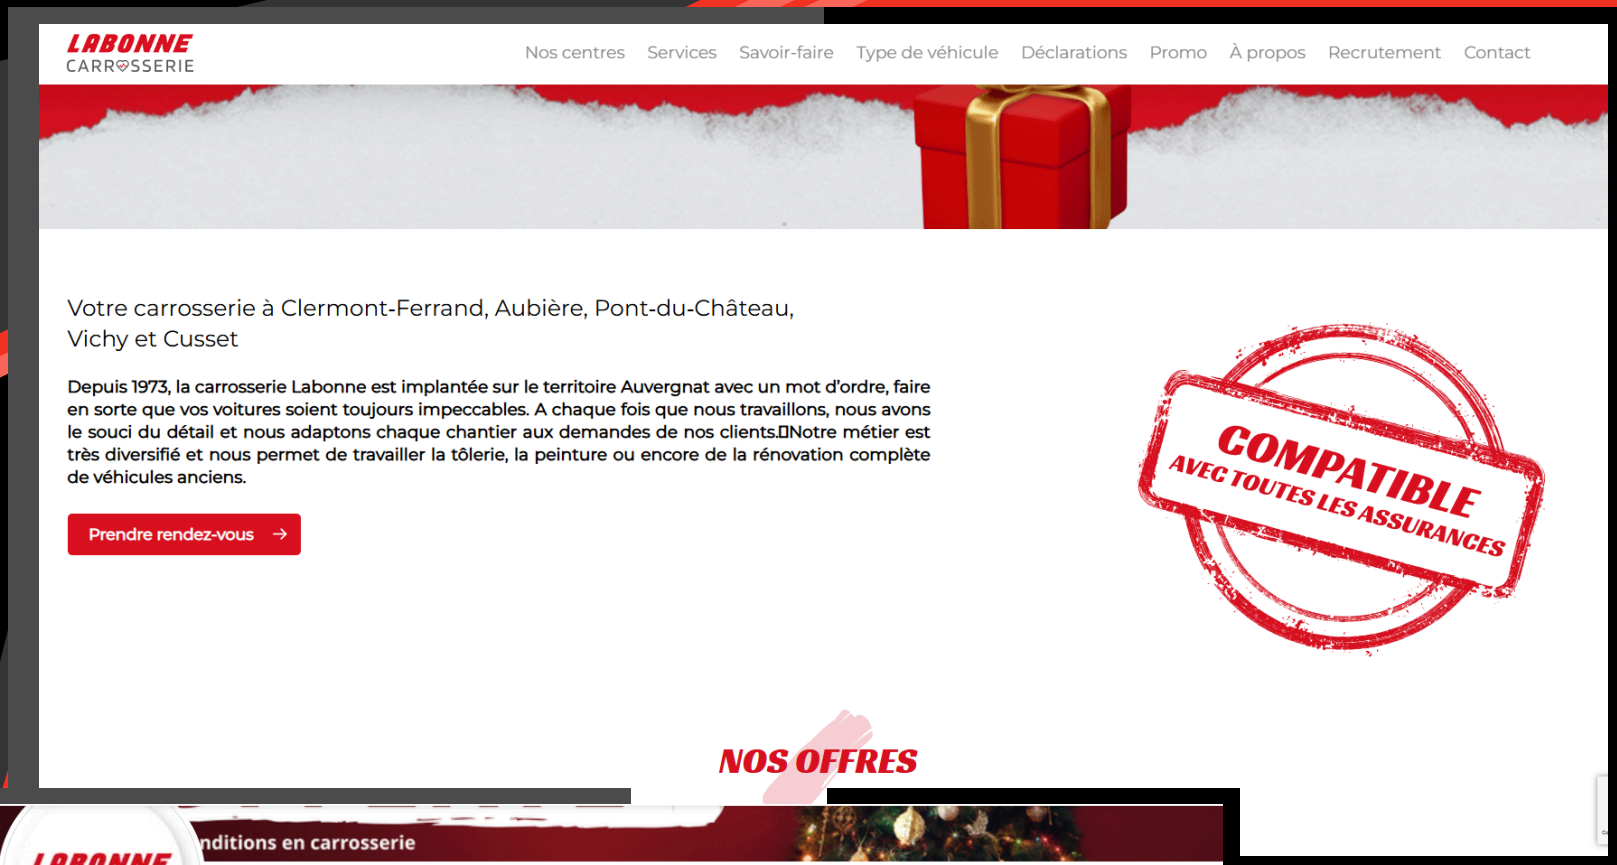 LABONNE
CARROSSERIE
Nos centres Services Savoir-faire Type de véhicule Déclarations Promo À propos Recrutement Contact
Votre carrosserie à Clermont-Ferrand, Aubière, Pont-du-Château,
Vichy et Cusset
Depuis 1973, la carrosserie Labonne est implantée sur le territoire Auvergnat avec un mot d’ordre, faire
en sorte que vos voitures soient toujours impeccables. A chaque fois que nous travaillons, nous avons
le souci du détail et nous adaptons chaque chantier aux demandes de nos clients.Notre métier est
très diversifié et nous permet de travailler la tôlerie, la peinture ou encore de la rénovation complète
de véhicules anciens.
Prendre rendez-vous →
COMPATIBLE
AVEC TOUTES LES ASSURANCES
NOS OFFRES
nditions en carrosserie
LABONNE